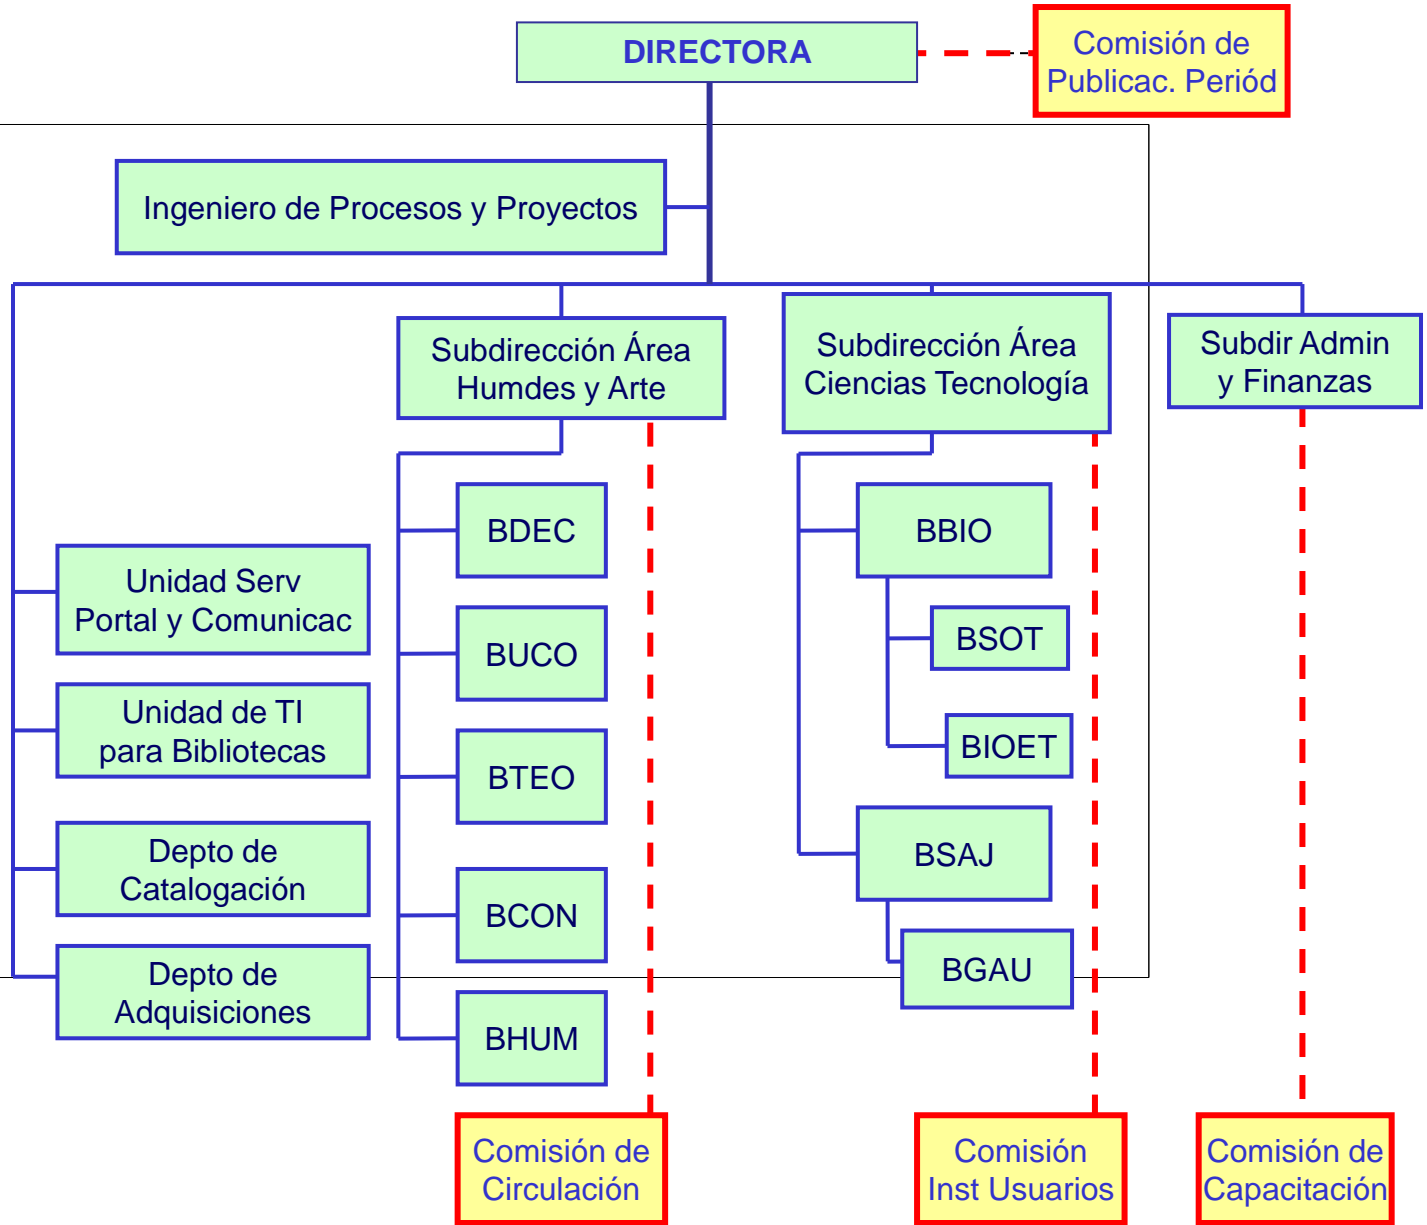 DIRECTORA
Comisión de
Publicac. Periód
Ingeniero de Procesos y Proyectos
Subdirección Área
Humdes y Arte
Subdirección Área
Ciencias Tecnología
Subdir Admin
y Finanzas
Unidad Serv
Portal y Comunicac
Unidad de TI
para Bibliotecas
Depto de
Catalogación
Depto de
Adquisiciones
BDEC
BUCO
BTEO
BCON
BHUM
BBIO
BSOT
BIOET
BSAJ
BGAU
Comisión de
Circulación
Comisión
Inst Usuarios
Comisión de
Capacitación